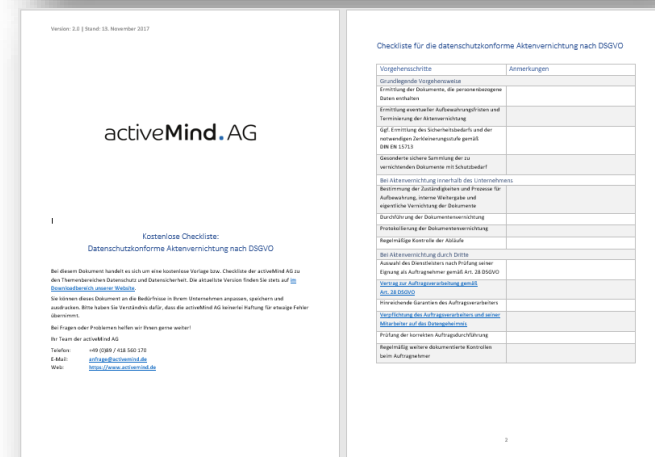 Version: 3.0 | Stand: 10. November 2017
activeMind.AG
1
Kostenlose Checkliste:
Datenschutzkonforme Aktenvernichtung nach DSGVO
Bei diesem Dokument handelt es sich um eine kostenlose Vorlage bzw. Checkliste der activeMind AG zu
den Themenbereichen Datenschutz und Datensicherheit. Die aktuellste Version finden Sie stets auf im
Downloadbereich unserer Website.
Sie können dieses Dokument an die Bedürfnisse in Ihrem Unternehmen anpassen, speichern und
ausdrucken. Bitte haben Sie Verständnis dafür, dass die activeMind AG keinerlei Haftung für etwaige Fehler
übernimmt.
Bei Fragen oder Problemen helfen wir Ihnen gerne weiter!
Ihr Team der activeMind AG
Telefon: +49 (0)89 / 418 560 170
E-Mail: anfrage@activemind.de
Web: https://www.activemind.de
Checkliste für die datenschutzkonforme Aktenvernichtung nach DSGVO
Vorgehensschritte Anmerkungen
Grundlegende Vorgehensweise
Ermittlung der Dokumente, die personenbezogene
Daten enthalten
Ermittlung eventueller Aufbewahrungsfristen und
Terminierung der Aktenvernichtung
Ggf. Ermittlung des Sicherheitsbedarfs und der
notwendigen Zerkleinerungsstufe gemäß
DIN EN 15713
Gesonderte sichere Sammlung der zu
vernichtenden Dokumente mit Schutzbedarf
Bei Aktenvernichtung innerhalb des Unternehmens
Bestimmung der Zuständigkeiten und Prozesse für
Aufbewahrung, interne Weitergabe und
eigentliche Vernichtung der Dokumente
Durchführung der Dokumentenvernichtung
Protokollierung der Dokumentenvernichtung
Regelmäßige Kontrolle der Abläufe
Bei Aktenvernichtung durch Dritte
Auswahl des Dienstleisters nach Prüfung seiner
Eignung als Auftragnehmer gemäß Art. 28 DSGVO
Vertrag zur Auftragsverarbeitung gemäß
Art. 28 DSGVO
Hinreichende Garantien des Auftragsverarbeiters
Verpflichtung des Auftragsverarbeiters und seiner
Mitarbeiter auf das Datengeheimnis
Prüfung der korrekten Auftragsdurchführung
Regelmäßig weitere dokumentierte Kontrollen
beim Auftragnehmer
2